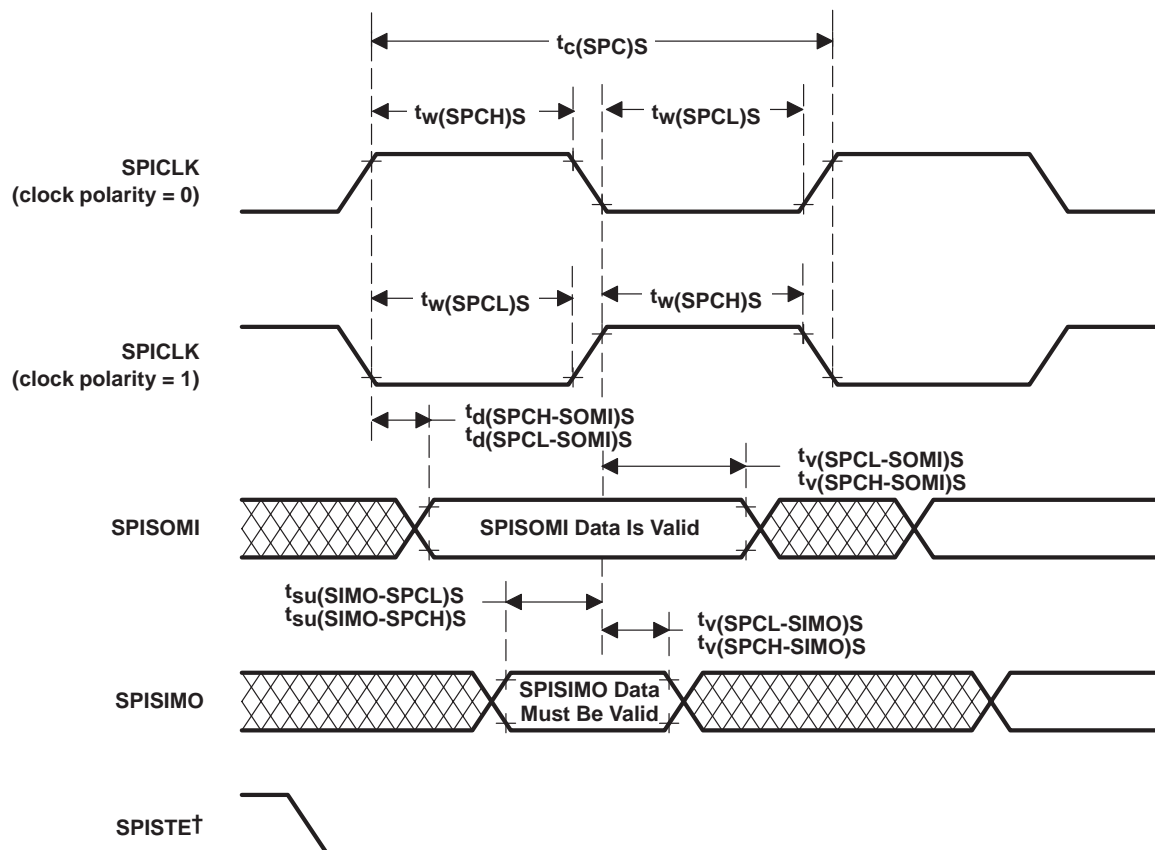 tc(SPC)S
tw(SPCH)S
tw(SPCL)S
SPICLK
(clock polarity = 0)
tw(SPCL)S
tw(SPCH)S
SPICLK
(clock polarity = 1)
td(SPCH-SOMI)S
td(SPCL-SOMI)S
tv(SPCL-SOMI)S
tv(SPCH-SOMI)S
SPISOMI
SPISOMI Data Is Valid
tsu(SIMO-SPCL)S
tsu(SIMO-SPCH)S
tv(SPCL-SIMO)S
tv(SPCH-SIMO)S
SPISIMO
SPISIMO Data
Must Be Valid
SPISTE†